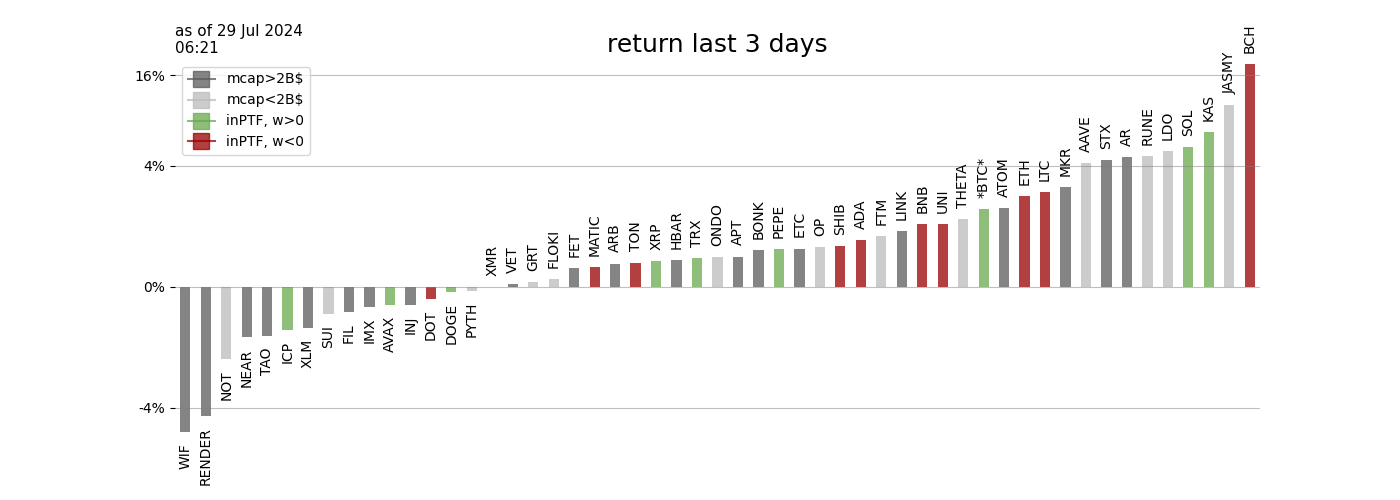 as of 29 Jul 2024
06:21
return last 3 days
mcap>2B$
mcap<2B$
inPTF, w>0
inPTF, w<0
16%
4%
0%
-4%
WIF
RENDER
NOT
NEAR
TAO
ICP
XLM
SUI
FIL
IMX
AVAX
INJ
DOT
DOGE
PYTH
XMR
VET
GRT
FLOKI
FET
MATIC
ARB
TON
XRP
HBAR
TRX
ONDO
APT
BONK
PEPE
ETC
OP
SHIB
ADA
FTM
LINK
BNB
UNI
THETA
*BTC*
ATOM
ETH
LTC
MKR
AAVE
STX
AR
RUNE
LDO
SOL
KAS
JASMY
BCH